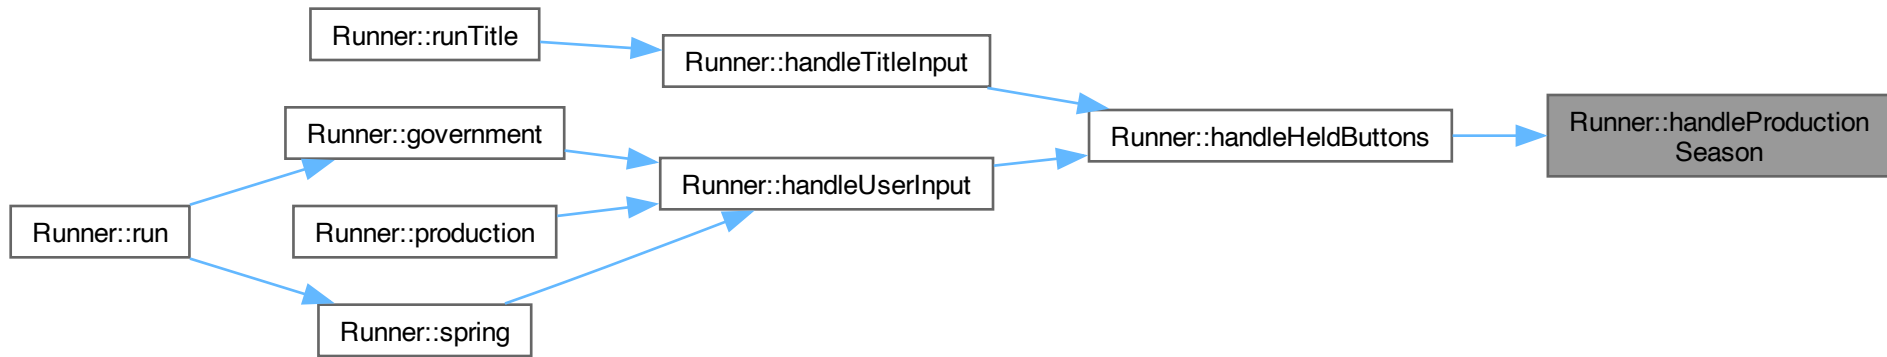 Runner::runTitle
Runner::handleTitleInput
Runner::government
Runner::handleHeldButtons
Runner::handleProduction
Season
Runner::handleUserInput
Runner::run
Runner::production
Runner::spring